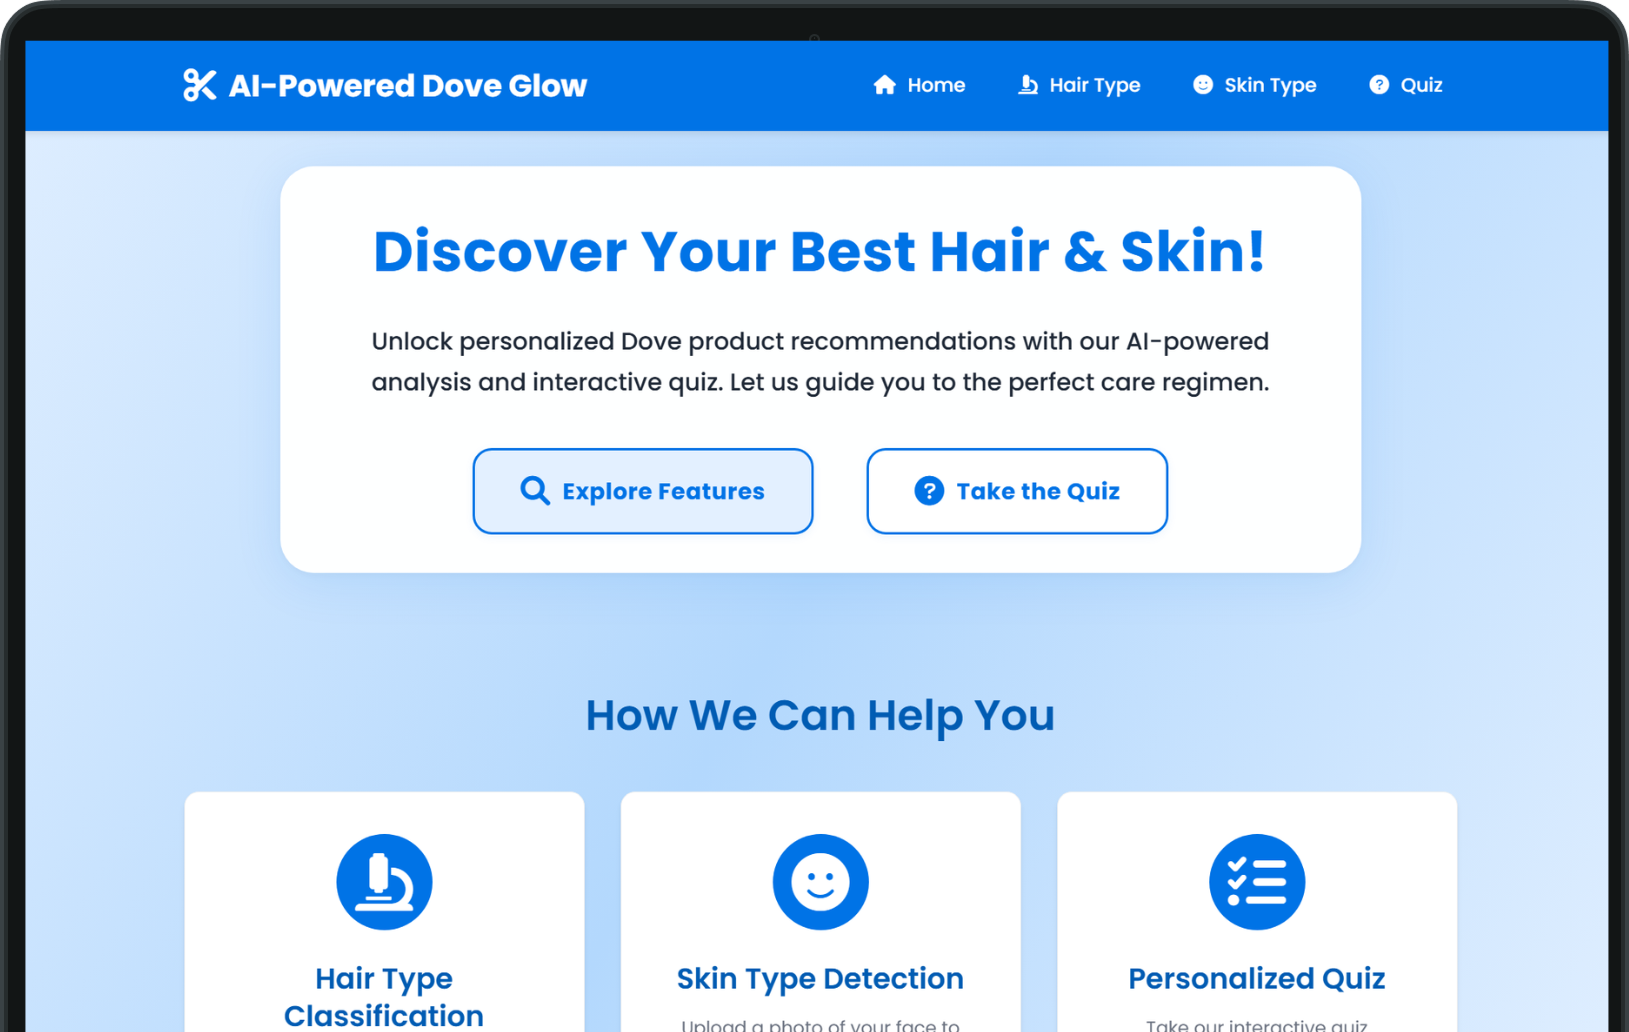 AI-Powered Dove Glow
Home
Hair Type
Skin Type
Quiz
Discover Your Best Hair & Skin!
Unlock personalized Dove product recommendations with our AI-powered
analysis and interactive quiz. Let us guide you to the perfect care regimen.
Explore Features
Take the Quiz
How We Can Help You
Hair Type
Classification
Skin Type Detection
Upload a photo of your face to
Personalized Quiz
Take our interactive quiz